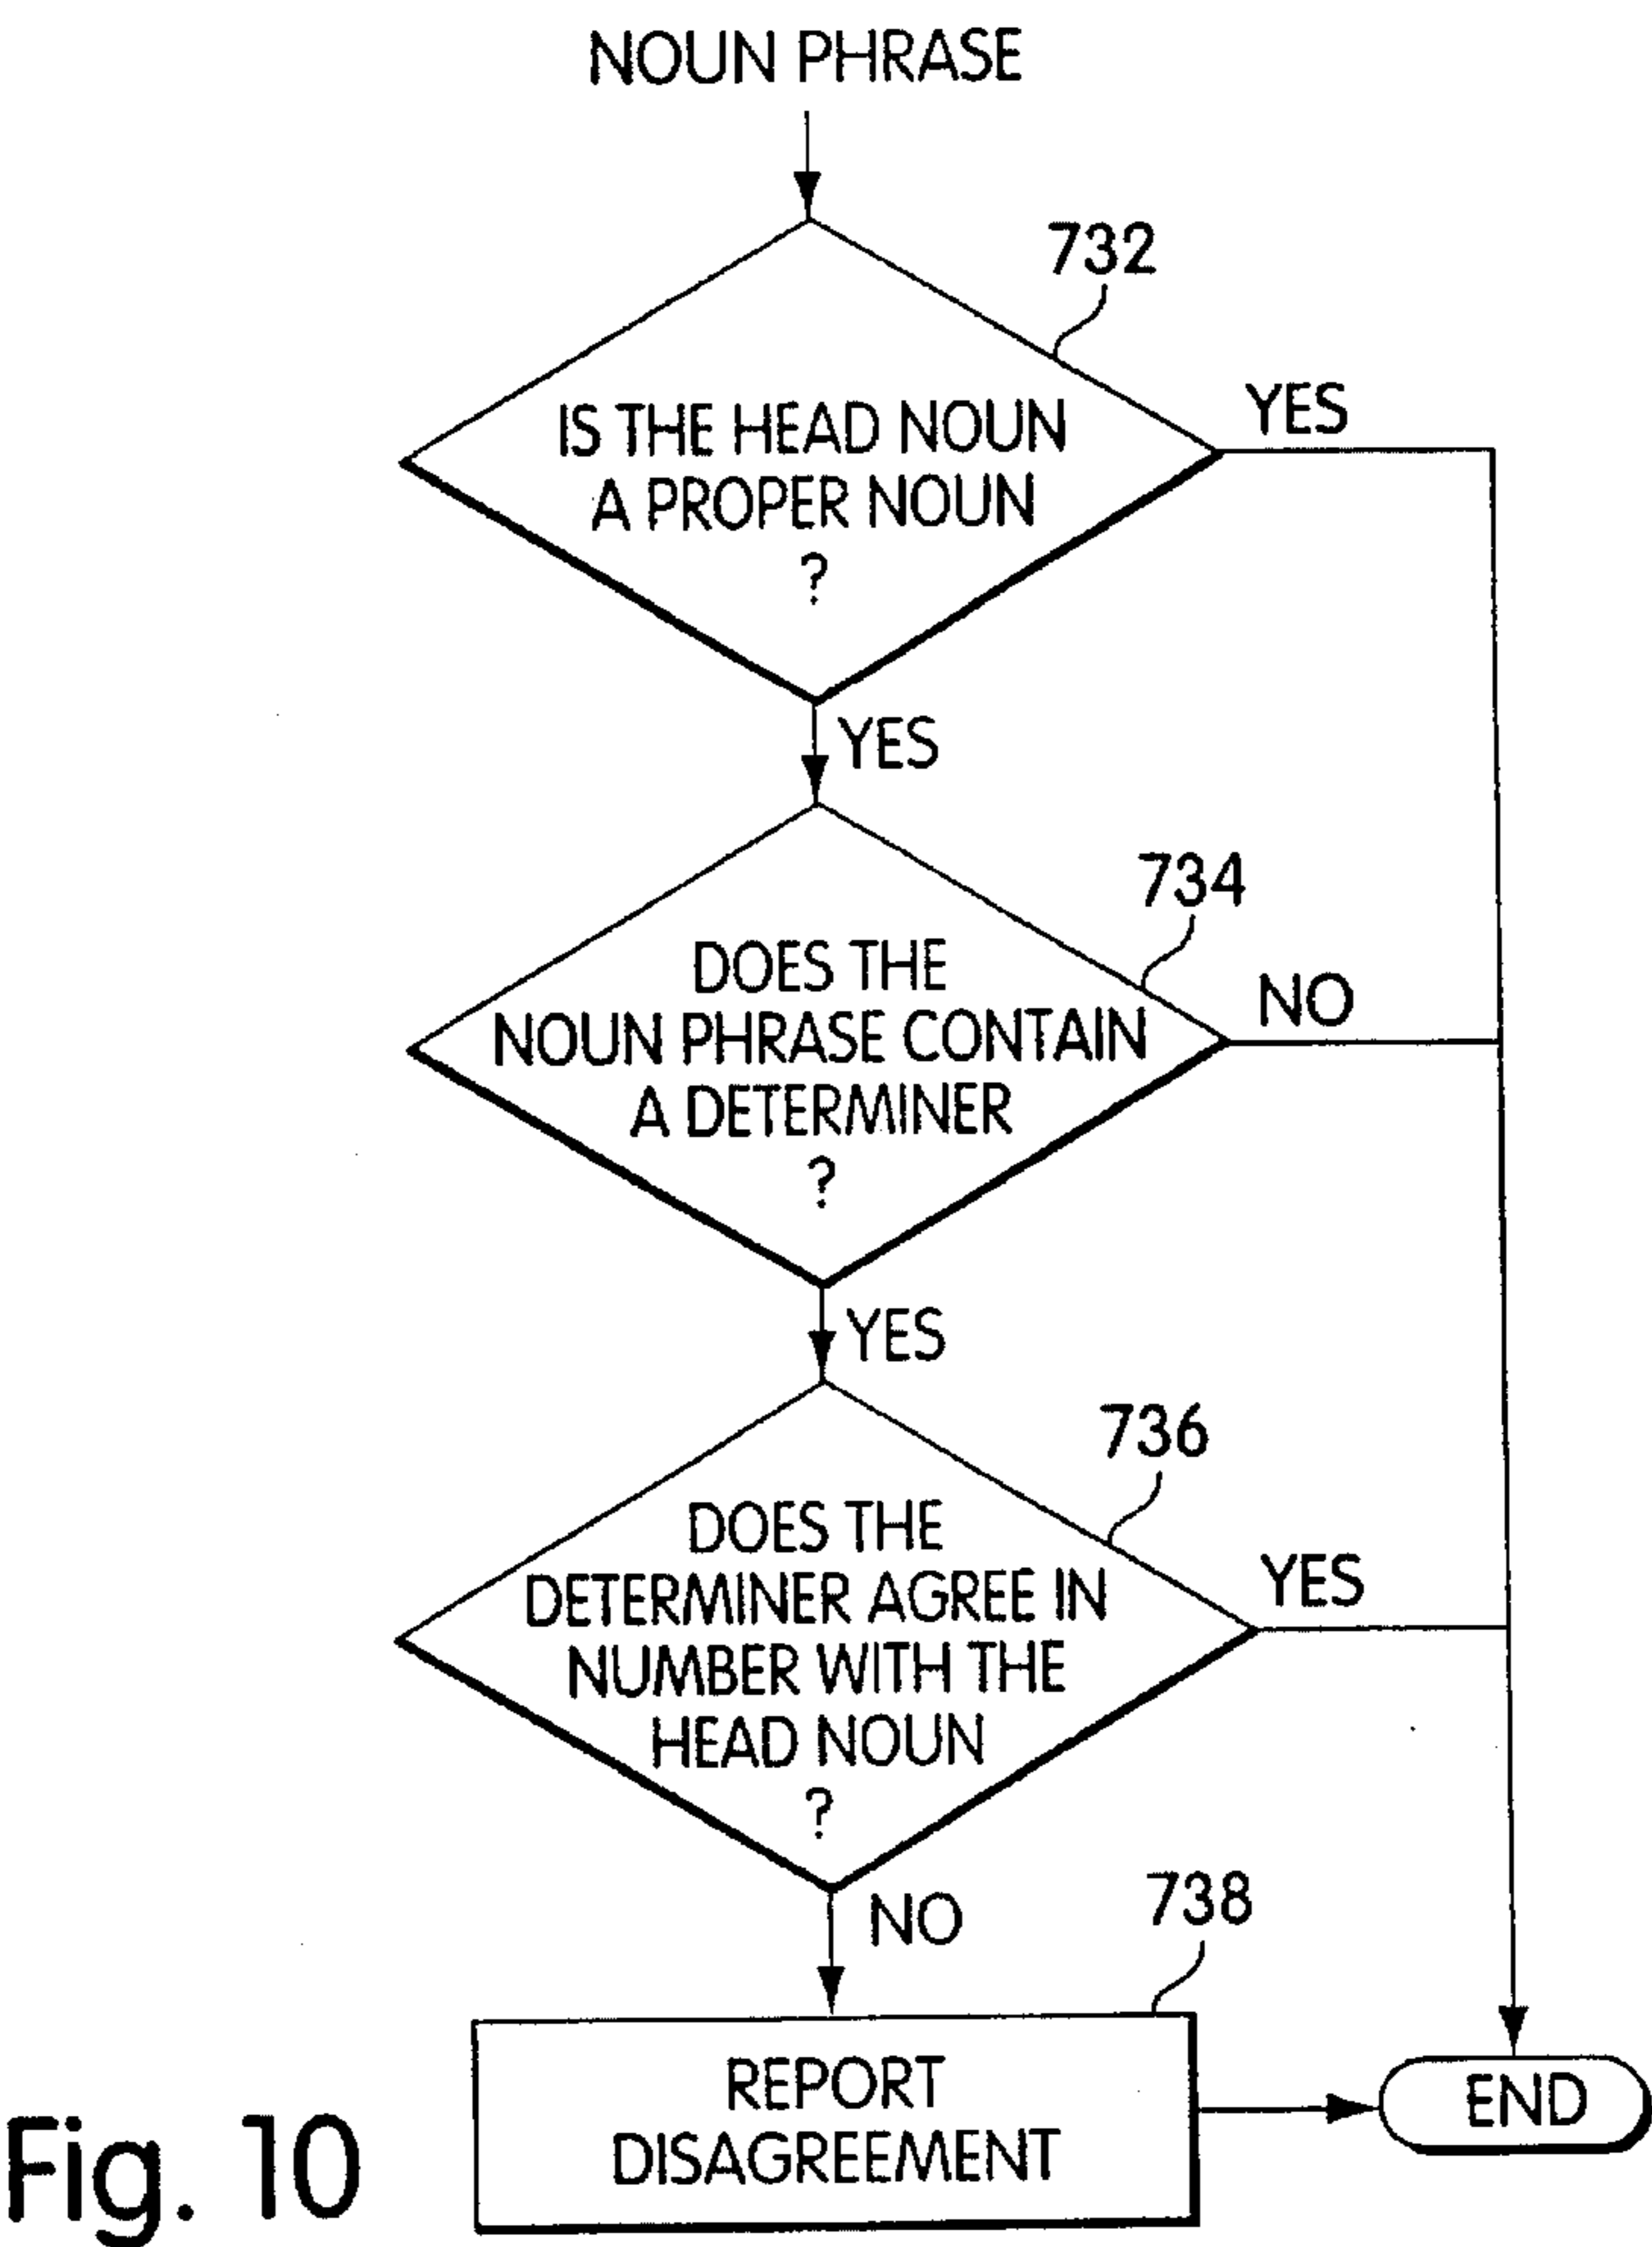 NOUN PHRASE
732
IS THE HEAD NOUN
A PROPER NOUN
?
YES
YES
734
DOES THE
NOUN PHRASE CONTAIN
A DETERMINER
?
NO
YES
736
DOES THE
DETERMINER AGREE IN
NUMBER WITH THE
HEAD NOUN
?
YES
NO
738
REPORT
DISAGREEMENT
END
Fig. 10